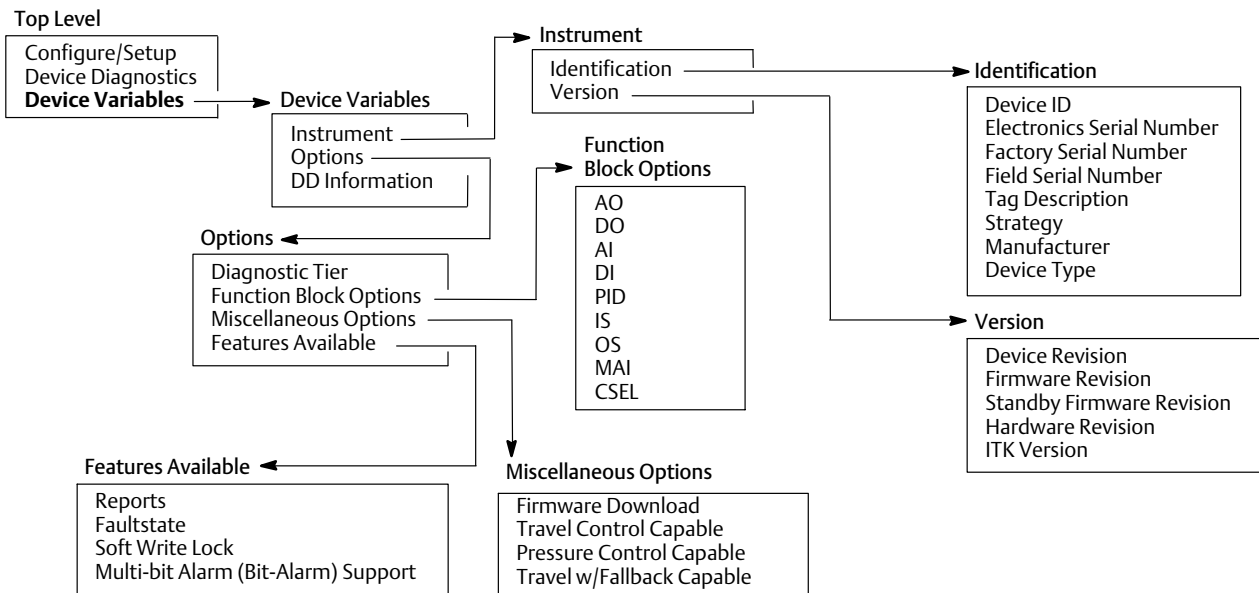 Top Level
Configure/Setup
Device Diagnostics
Device Variables
Device Variables
Instrument
Options
DD Information
Instrument
Identification
Version
Identification
Device ID
Electronics Serial Number
Factory Serial Number
Field Serial Number
Tag Description
Strategy
Manufacturer
Device Type
Options
Diagnostic Tier
Function Block Options
Miscellaneous Options
Features Available
Function
Block Options
AO
DO
AI
DI
PID
IS
OS
MAI
CSEL
Version
Device Revision
Firmware Revision
Standby Firmware Revision
Hardware Revision
ITK Version
Features Available
Reports
Faultstate
Soft Write Lock
Multi-bit Alarm (Bit-Alarm) Support
Miscellaneous Options
Firmware Download
Travel Control Capable
Pressure Control Capable
Travel w/Fallback Capable